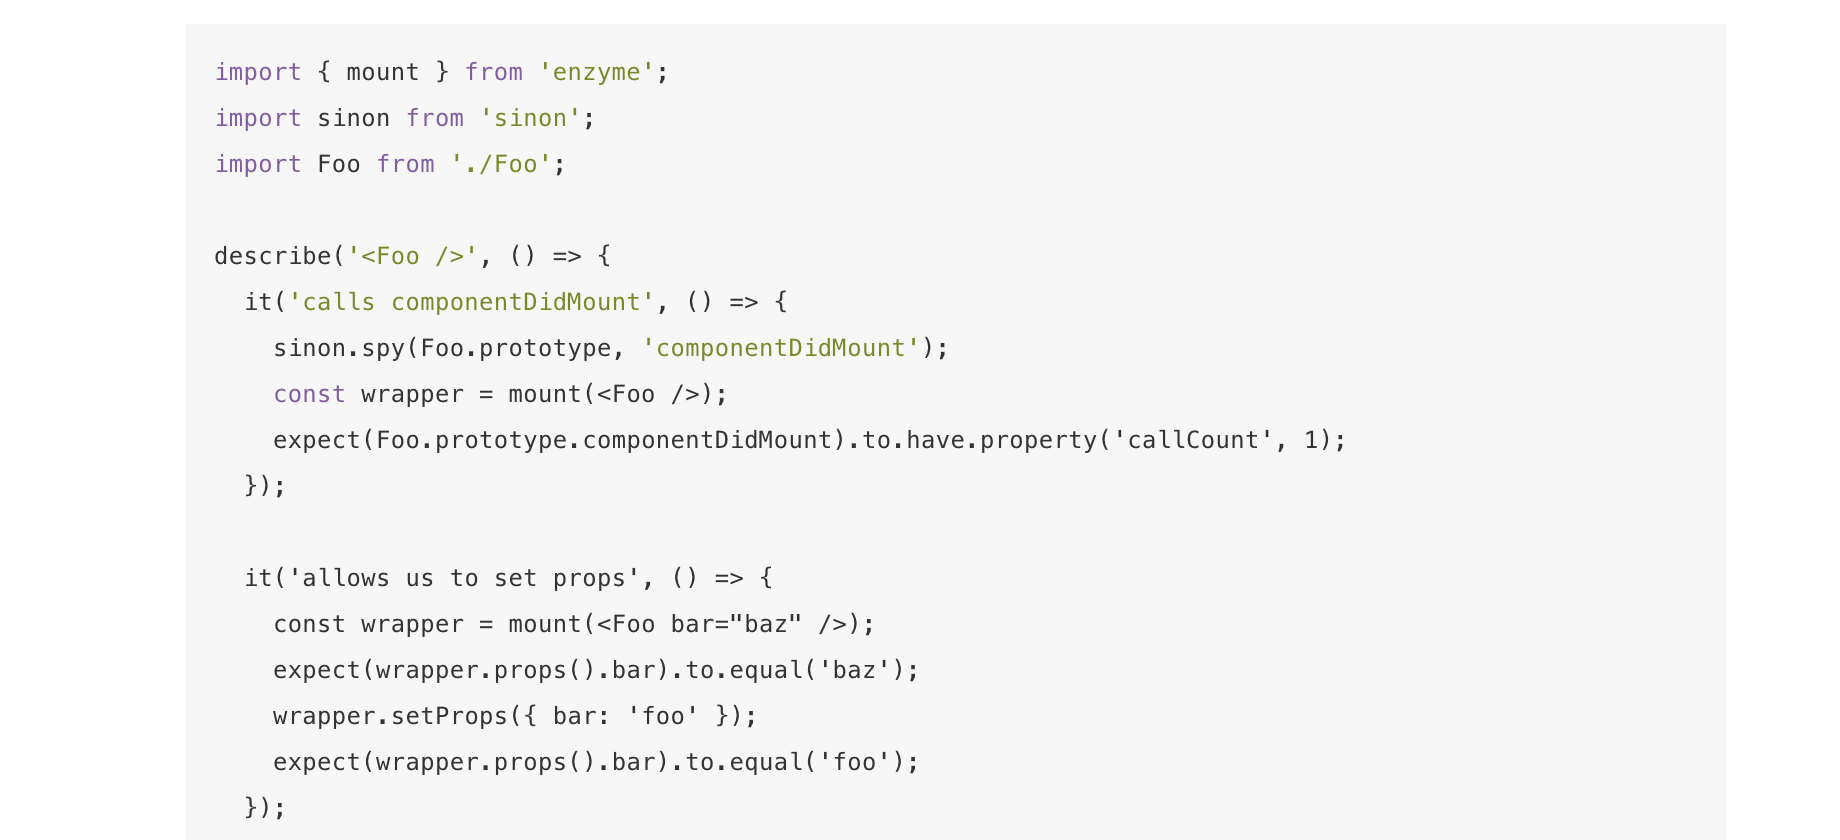 import { mount } from 'enzyme';
import sinon from 'sinon';
import Foo from './Foo';

describe('<Foo />', () => {
  it('calls componentDidMount', () => {
    sinon.spy(Foo.prototype, 'componentDidMount');
    const wrapper = mount(<Foo />);
    expect(Foo.prototype.componentDidMount).to.have.property('callCount', 1);
  });

  it('allows us to set props', () => {
    const wrapper = mount(<Foo bar="baz" />);
    expect(wrapper.props().bar).to.equal('baz');
    wrapper.setProps({ bar: 'foo' });
    expect(wrapper.props().bar).to.equal('foo');
  });